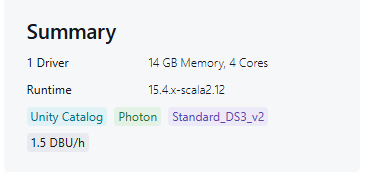 Summary
1 Driver 14 GB Memory, 4 Cores
Runtime 15.4.x-scala2.12
Unity Catalog Photon Standard_DS3_v2
1.5 DBU/h